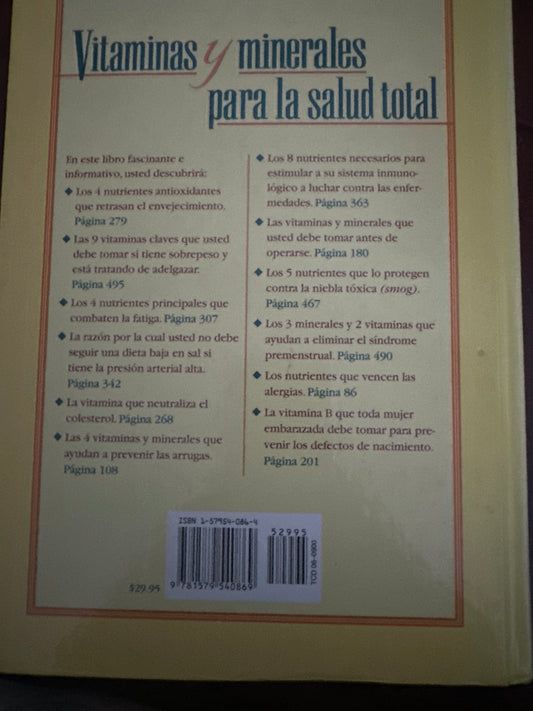 Vitaminas y minerales
para la salud total
En este libro fascinante e
informativo, usted descubrirá:
◆ Los 4 nutrientes antioxidantes
que retrasan el envejecimiento.
Página 279
◆ Las 9 vitaminas claves que usted
debe tomar si tiene sobrepeso y
está tratando de adelgazar.
Página 495
◆ Los 4 nutrientes principales que
combaten la fatiga. Página 307
◆ La razón por la cual usted no debe
seguir una dieta baja en sal si
tiene la presión arterial alta.
Página 342
◆ La vitamina que neutraliza el
colesterol. Página 268
◆ Las 4 vitaminas y minerales que
ayudan a prevenir las arrugas.
Página 108
◆ Los 8 nutrientes necesarios para
estimular a su sistema inmuno-
lógico a luchar contra las enfer-
medades. Página 363
◆ Las vitaminas y minerales que
usted debe tomar antes de
operarse. Página 180
◆ Los 5 nutrientes que lo protegen
contra la niebla tóxica (smog).
Página 467
◆ Los 3 minerales y 2 vitaminas que
ayudan a eliminar el síndrome
premenstrual. Página 490
◆ Los nutrientes que vencen las
alergias. Página 86
◆ La vitamina B que toda mujer
embarazada debe tomar para pre-
venir los defectos de nacimiento.
Página 201
ISBN 1-57954-086-4
52995
9 781579 540869
$29.95
TCD 06-0900